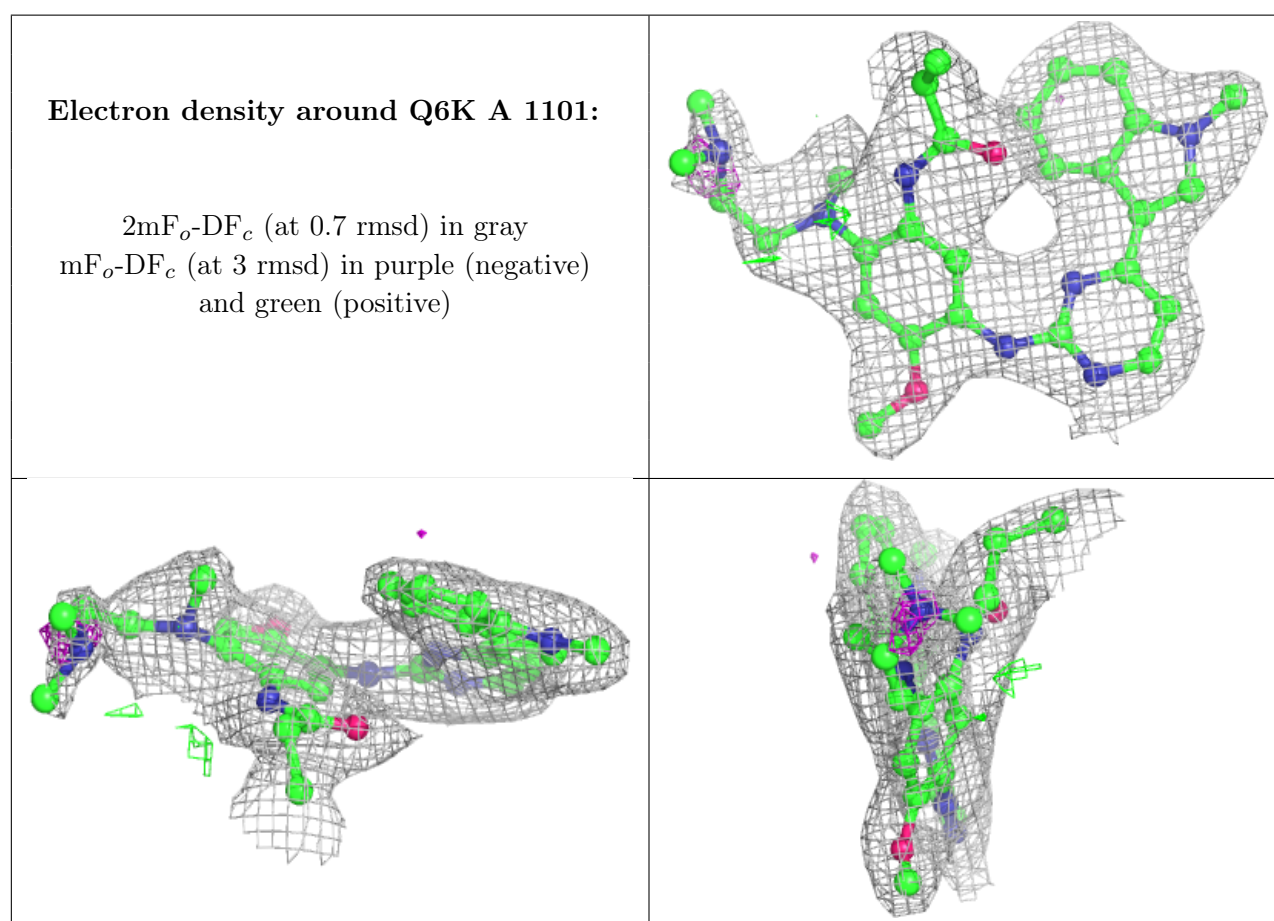 Electron density around Q6K A 1101:
2mFo-DFc (at 0.7 rmsd) in gray
mFo-DFc (at 3 rmsd) in purple (negative)
and green (positive)